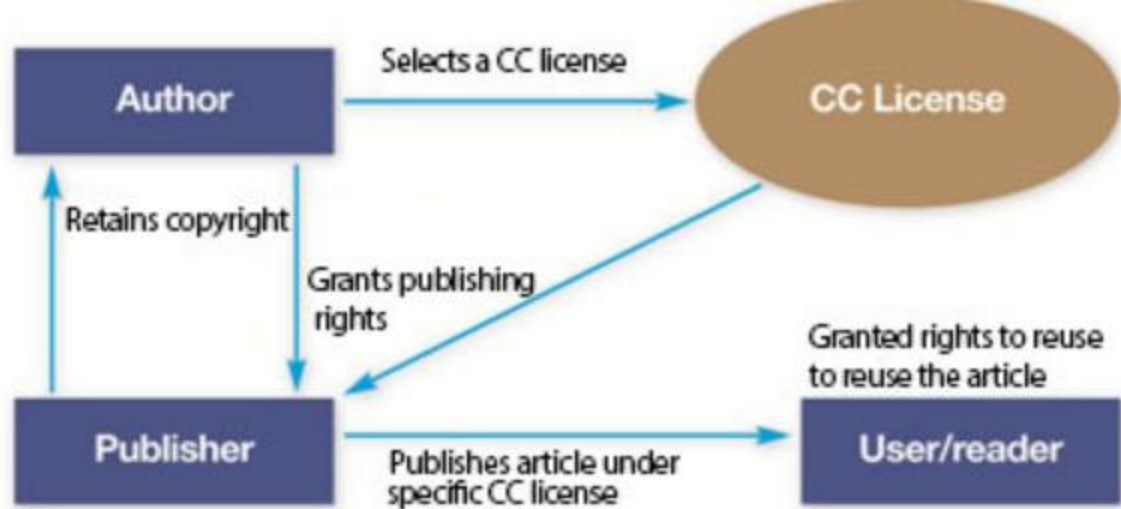 Selects a CC license
Author
CC License
Retains copyright
Grants publishing
rights
Granted rights to reuse
to reuse the article
Publisher
User/reader
Publishes article under
specific CC license